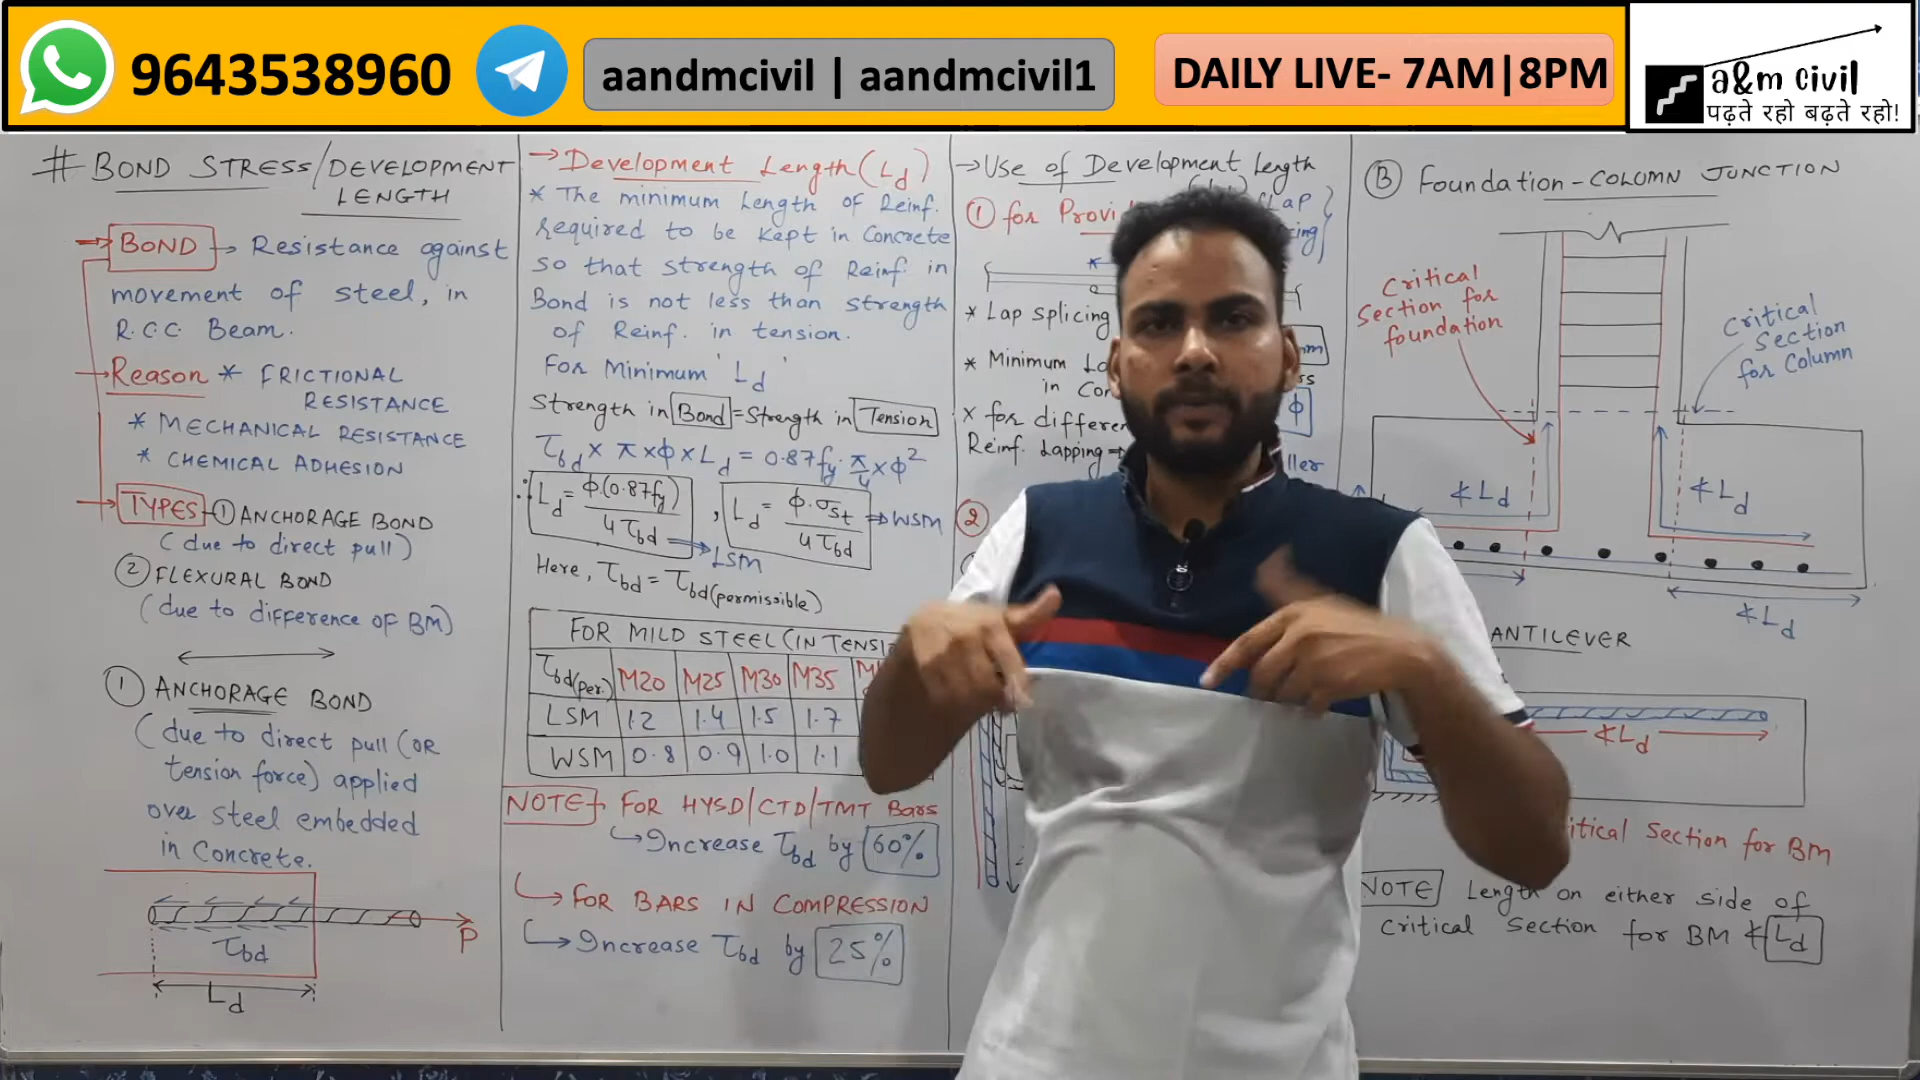 9643538960
aandmcivil | aandmcivil1
DAILY LIVE- 7AM|8PM
a&m civil
पढ़ते रहो बढ़ते रहो!
# BOND STRESS/DEVELOPMENT
LENGTH
BOND → Resistance against
movement of steel, in
R.C.C. Beam.
Reason * FRICTIONAL
RESISTANCE
* MECHANICAL RESISTANCE
* CHEMICAL ADHESION
TYPES ① ANCHORAGE BOND
(due to direct pull)
② FLEXURAL BOND
(due to difference of BM)
① ANCHORAGE BOND
(due to direct pull (OR
tension force) applied
over steel embedded
in Concrete.
τbd
P
Ld
→ Development Length (Ld)
* The minimum Length of Reinf.
required to be kept in Concrete
so that strength of Reinf. in
Bond is not less than strength
of Reinf. in tension.
For Minimum 'Ld'
Strength in Bond = Strength in Tension
τbd × π × ϕ × Ld = 0.87fy. π/4 × ϕ²
∴ Ld = ϕ.(0.87fy)/4τbd ⇒ LSM , Ld = ϕ.σst/4τbd ⇒ WSM
Here, τbd = τbd(permissible)
FOR MILD STEEL (IN TENSI
τbd(per.) M20 M25 M30 M35
LSM 1.2 1.4 1.5 1.7
WSM 0.8 0.9 1.0 1.1
NOTE → FOR HYSD/CTD/TMT Bars
↳ Increase τbd by 60%
↳ FOR BARS IN COMPRESSION
↳ Increase τbd by 25%
→ Use of Development Length
① for Provi
* Lap splicing
* Minimum
in
× for
Reinf. Lapping ⇒
ϕ
②
Ⓑ Foundation - COLUMN JUNCTION
Critical
Section for
foundation
Critical
Section
for Column
≮ Ld
≮ Ld
≮ Ld
ANTILEVER
≮ Ld
itical Section for BM
NOTE Length on either side of
Critical Section for BM ≮ Ld